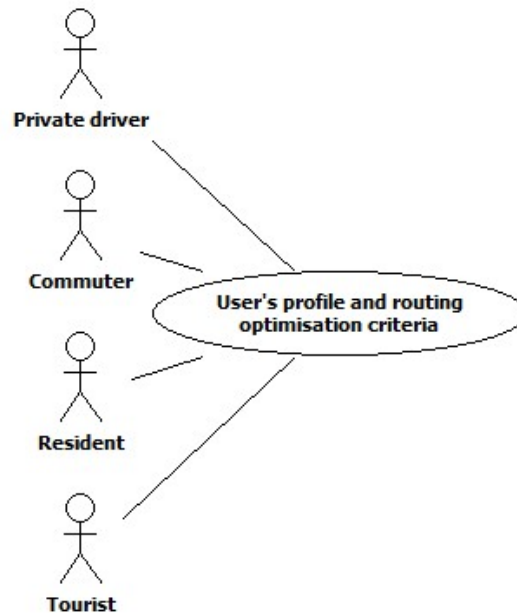 Private driver
Commuter
User's profile and routing
optimisation criteria
Resident
Tourist